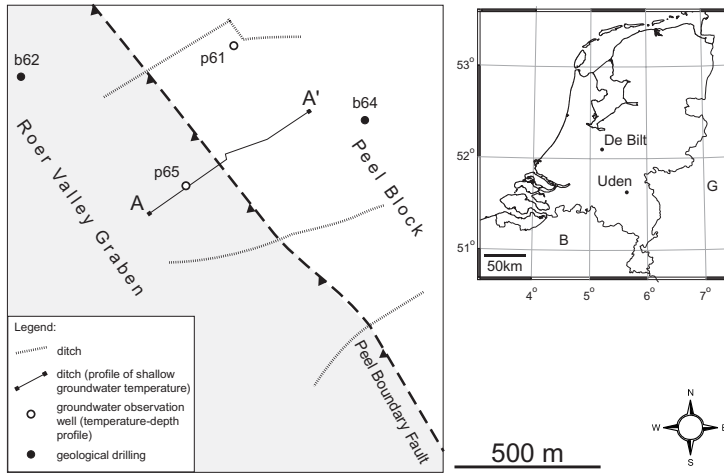 b62
p61
A'
b64
Roer Valley Graben
Peel Block
p65
A
Peel Boundary Fault
Legend:
ditch
ditch (profile of shallow
groundwater temperature)
groundwater observation
well (temperature-depth
profile)
geological drilling
53°
52°
51°
De Bilt
Uden
G
B
50km
4°
5°
6°
7°
N
W
E
S
500 m